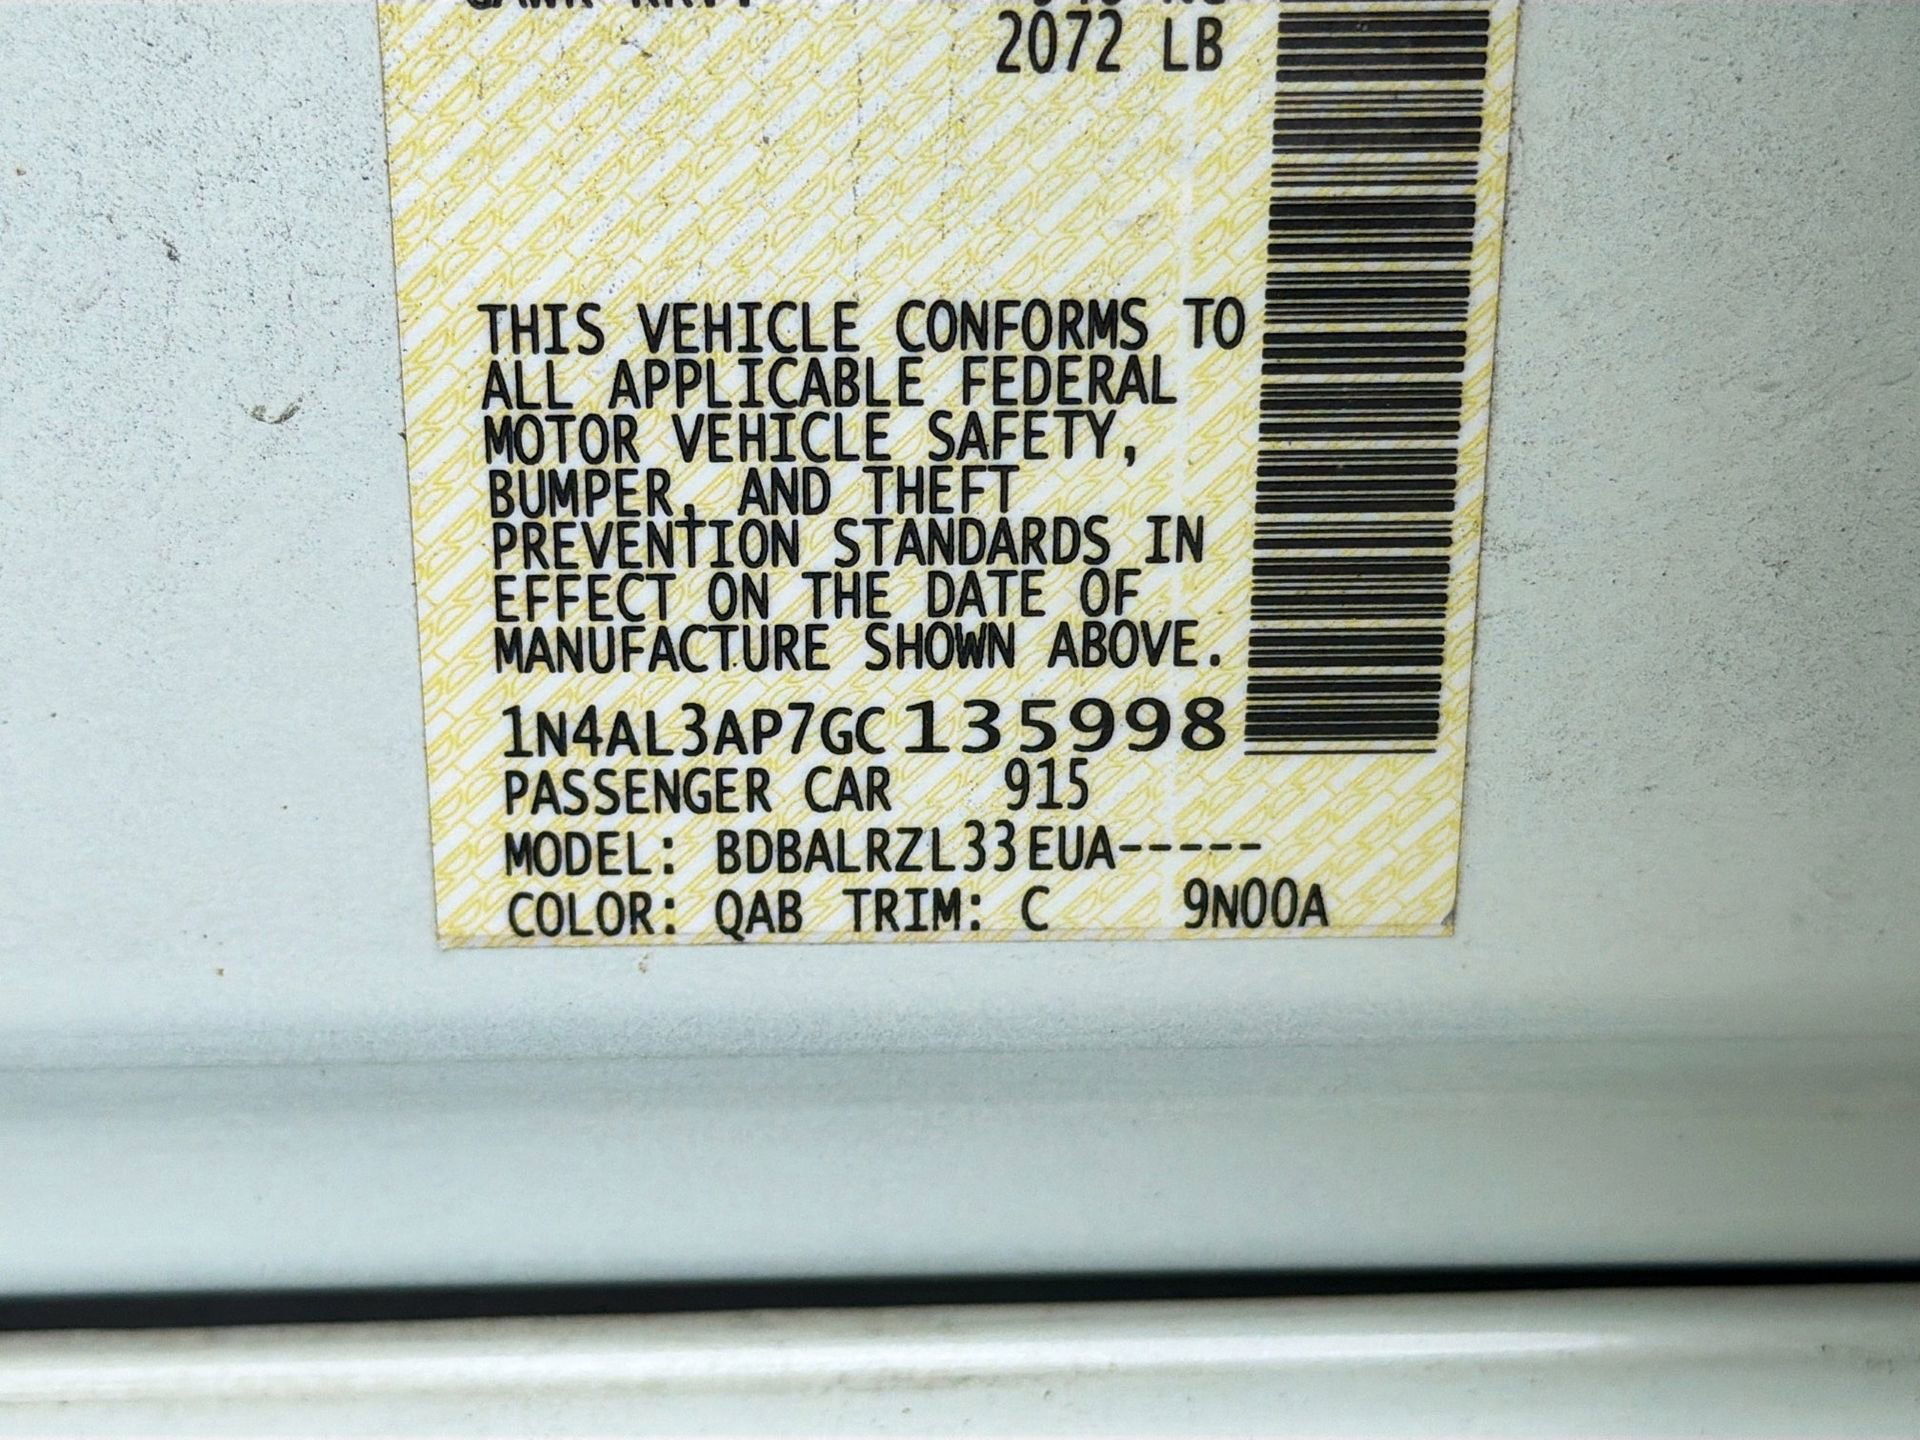 2072 LB
THIS VEHICLE CONFORMS TO
ALL APPLICABLE FEDERAL
MOTOR VEHICLE SAFETY,
BUMPER, AND THEFT
PREVENTION STANDARDS IN
EFFECT ON THE DATE OF
MANUFACTURE SHOWN ABOVE.
1N4AL3AP7GC135998
PASSENGER CAR 915
MODEL: BDBALRZL33EUA-----
COLOR: QAB TRIM: C 9N00A